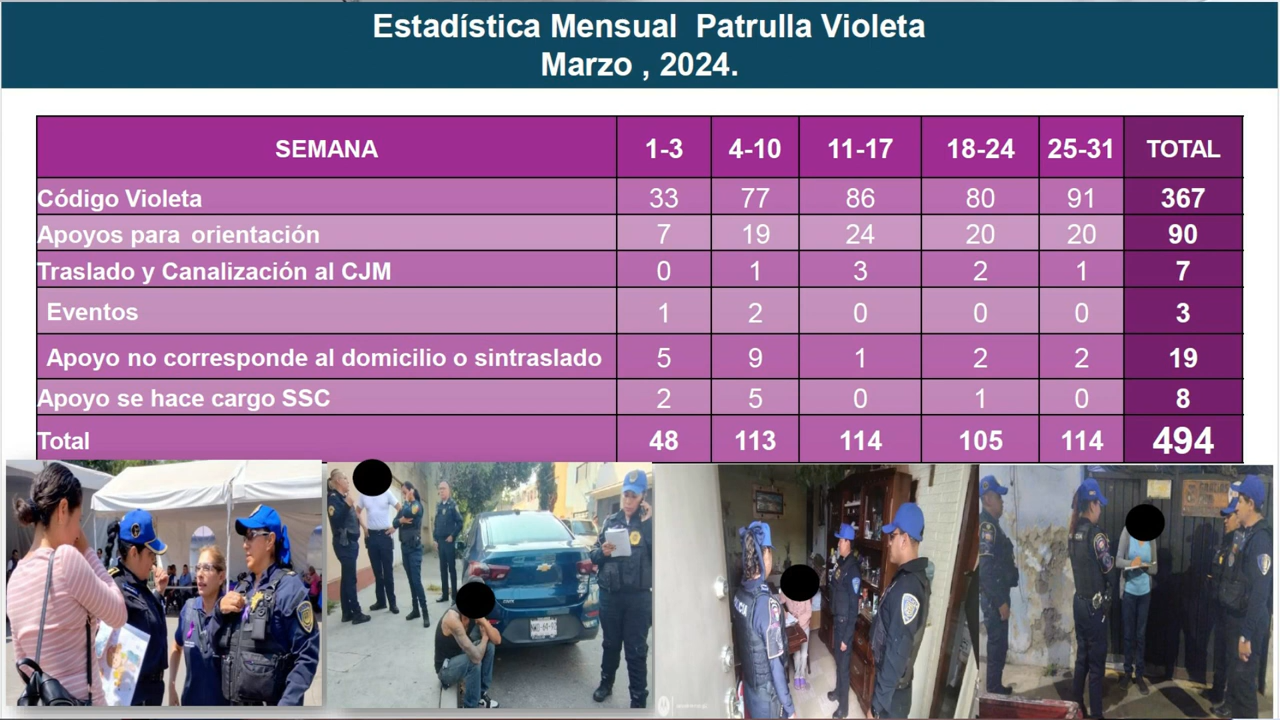 Estadística Mensual Patrulla Violeta
Marzo , 2024.
SEMANA 1-3 4-10 11-17 18-24 25-31 TOTAL
Código Violeta 33 77 86 80 91 367
Apoyos para orientación 7 19 24 20 20 90
Traslado y Canalización al CJM 0 1 3 2 1 7
Eventos 1 2 0 0 0 3
Apoyo no corresponde al domicilio o sintraslado 5 9 1 2 2 19
Apoyo se hace cargo SSC 2 5 0 1 0 8
Total 48 113 114 105 114 494